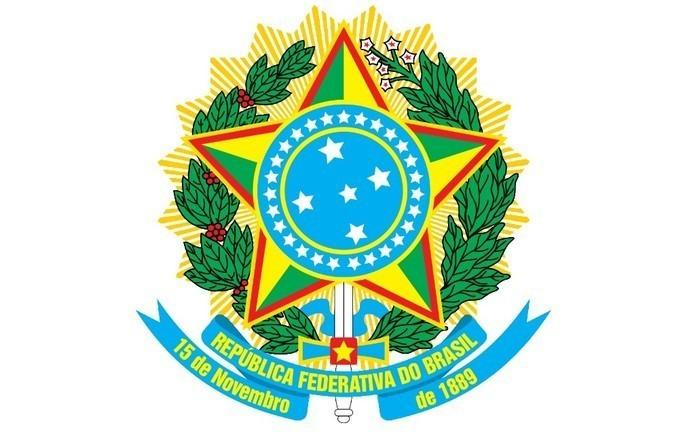 REPÚBLICA FEDERATIVA DO BRASIL
15 de Novembro
de 1889